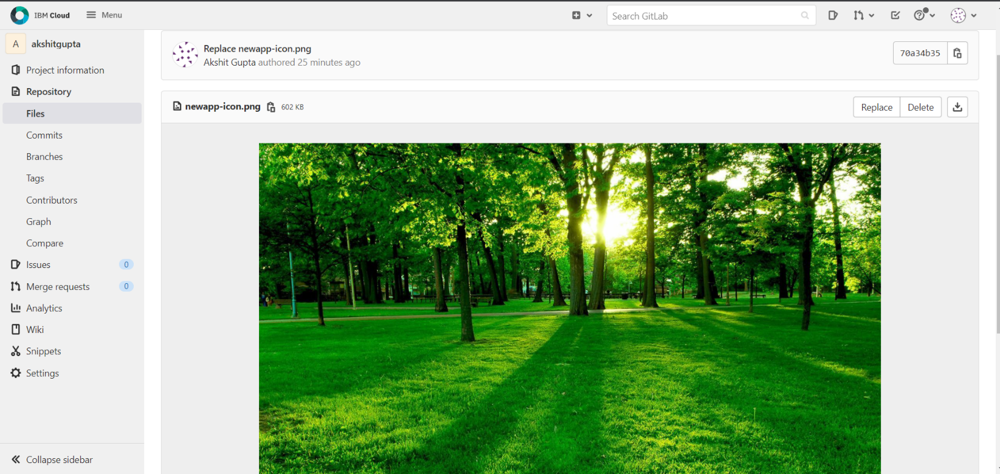 IBM Cloud
Menu
Search GitLab
A akshitgupta
Project information
Repository
Files
Commits
Branches
Tags
Contributors
Graph
Compare
Issues 0
Merge requests 0
Analytics
Wiki
Snippets
Settings
Collapse sidebar
Replace newapp-icon.png
Akshit Gupta authored 25 minutes ago
70a34b35
newapp-icon.png 602 KB
Replace
Delete